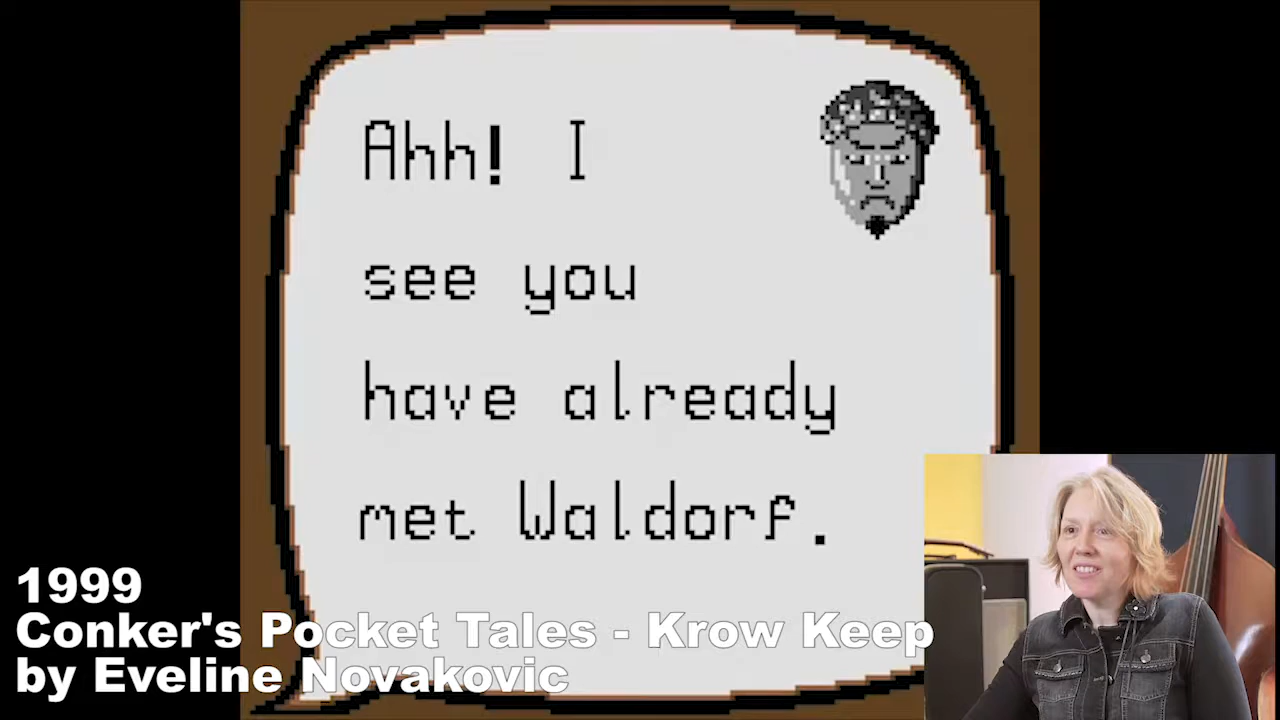 Ahh! I
see you
have already
met Waldorf.
1999
Conker's Pocket Tales - Krow Keep
by Eveline Novakovic